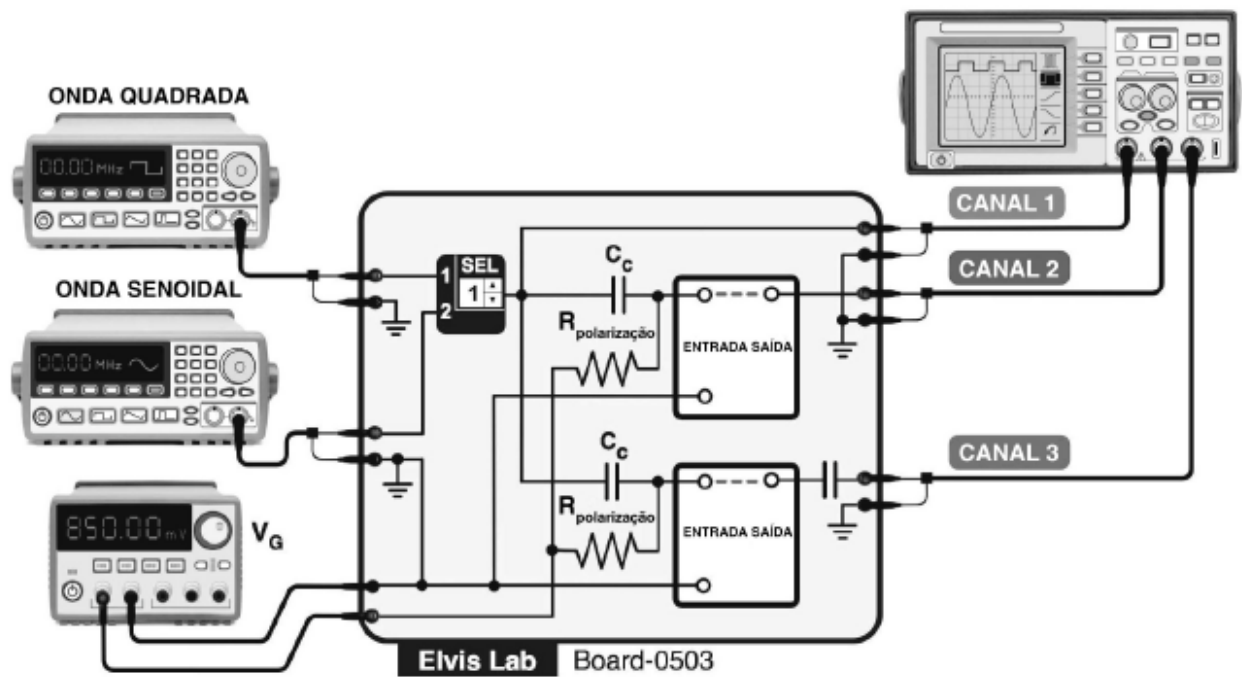 ONDA QUADRADA
00.00 MHz
ONDA SENOIDAL
00.00 MHz
850.00 mV
V_G
SEL
1
1
2
C_c
R_polarização
ENTRADA SAÍDA
C_c
R_polarização
ENTRADA SAÍDA
CANAL 1
CANAL 2
CANAL 3
Elvis Lab Board-0503